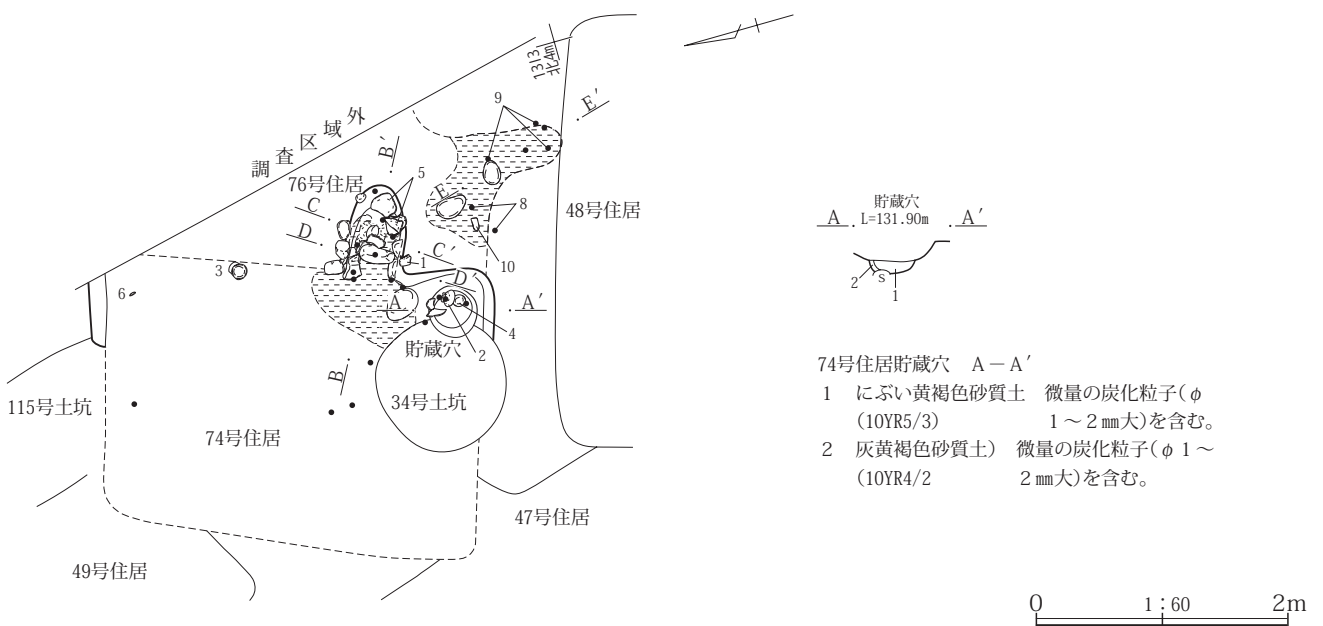 1313
北4m
9
E′
調査区域外
B′
5
76号住居
E
C
8
48号住居
D
C′
1
10
3
D′
6
A
A′
4
貯蔵穴
2
B
34号土坑
115号土坑
74号住居
47号住居
49号住居
貯蔵穴
A L=131.90m A′
2 S 1
74号住居貯蔵穴 A－A′
1 にぶい黄褐色砂質土 微量の炭化粒子(φ
(10YR5/3) 1～2㎜大)を含む。
2 灰黄褐色砂質土) 微量の炭化粒子(φ1～
(10YR4/2 2㎜大)を含む。
0 1：60 2m